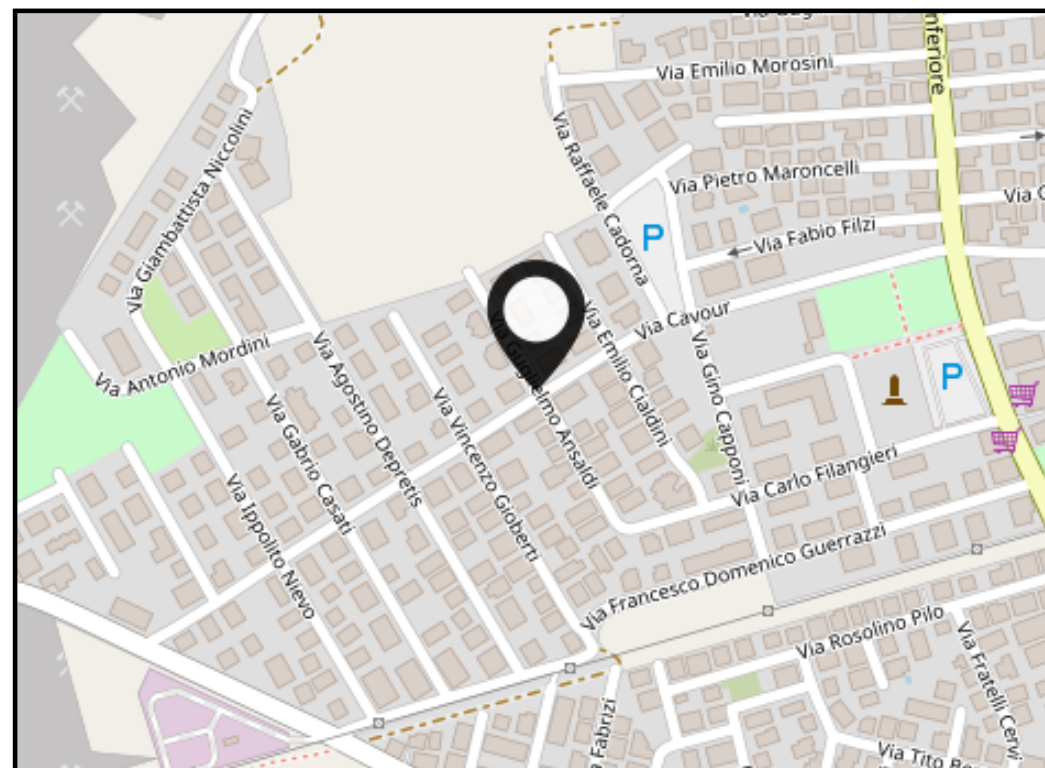 nferiore
Via Emilio Morosini
Via Giambattista Niccolini
Via Raffaele Cadorna
Via Pietro Maroncelli
P
Via Fabio Filzi
Via Cavour
Via Antonio Mordini
Via Agostino Depretis
Via Gabrio Casati
Via Ippolito Nievo
Via Vincenzo Gioberti
Via Guglielmo Ansaldi
Via Emilio Cialdini
Via Gino Capponi
P
Via Carlo Filangieri
Via Francesco Domenico Guerrazzi
Via Rosolino Pilo
Via Fratelli Cervi
Fabrizi
Via Tito